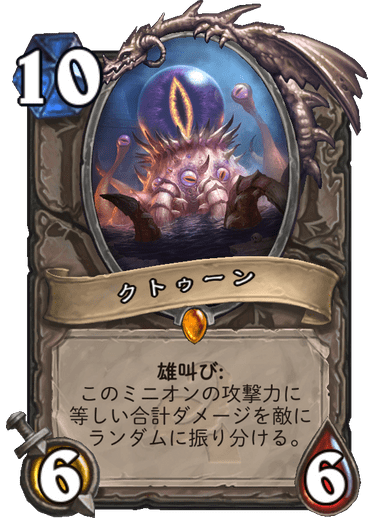 10
クトゥーン
雄叫び:
このミニオンの攻撃力に
等しい合計ダメージを敵に
ランダムに振り分ける。
6
6